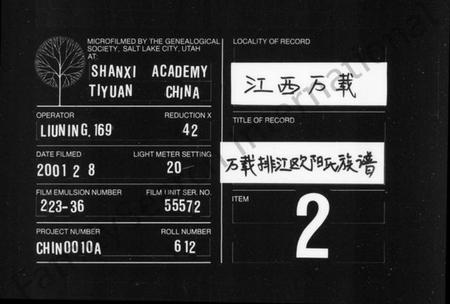 MICROFILMED BY THE GENEALOGICAL
SOCIETY, SALT LAKE CITY, UTAH
AT:
SHANXI ACADEMY
TIYUAN CHINA
OPERATOR REDUCTION X
LIUNING, 169 42
DATE FILMED LIGHT METER SETTING
2001 2 8 20
FILM EMULSION NUMBER FILM UNIT SER. NO.
223-36 55572
PROJECT NUMBER ROLL NUMBER
CHIN0010A 612
LOCALITY OF RECORD
江西万载
TITLE OF RECORD
万载排江欧阳氏族谱
ITEM
2